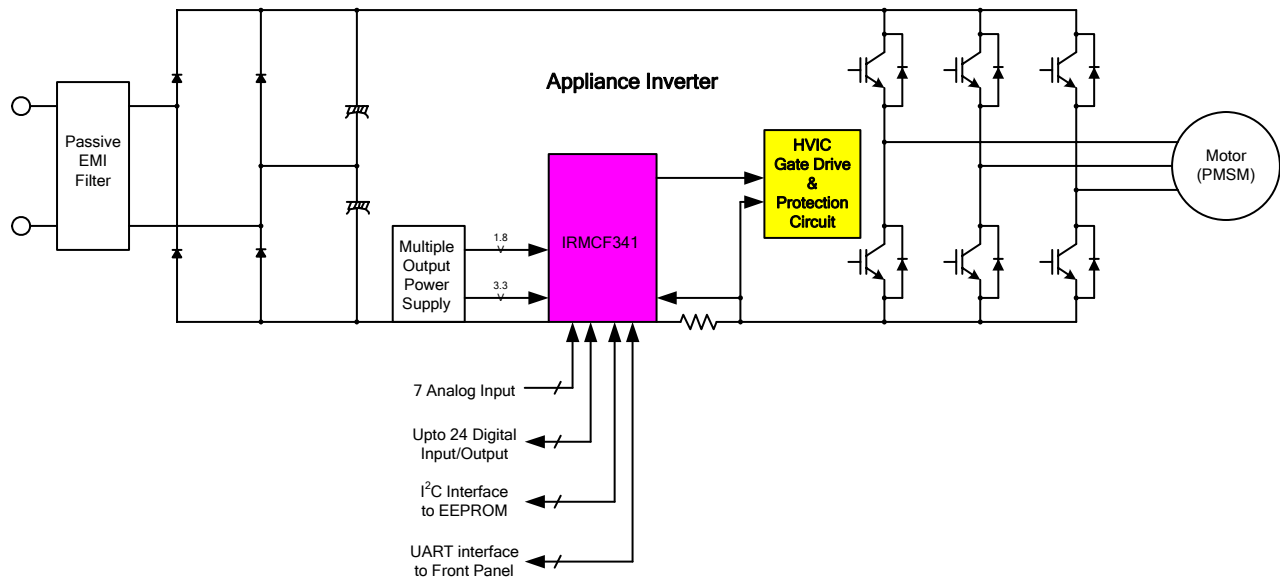 Appliance Inverter
Passive
EMI
Filter
HVIC
Gate Drive
&
Protection
Circuit
Motor
(PMSM)
IRMCF341
Multiple
Output
Power
Supply
1.8
V
3.3
V
7 Analog Input
Upto 24 Digital
Input/Output
I²C Interface
to EEPROM
UART interface
to Front Panel